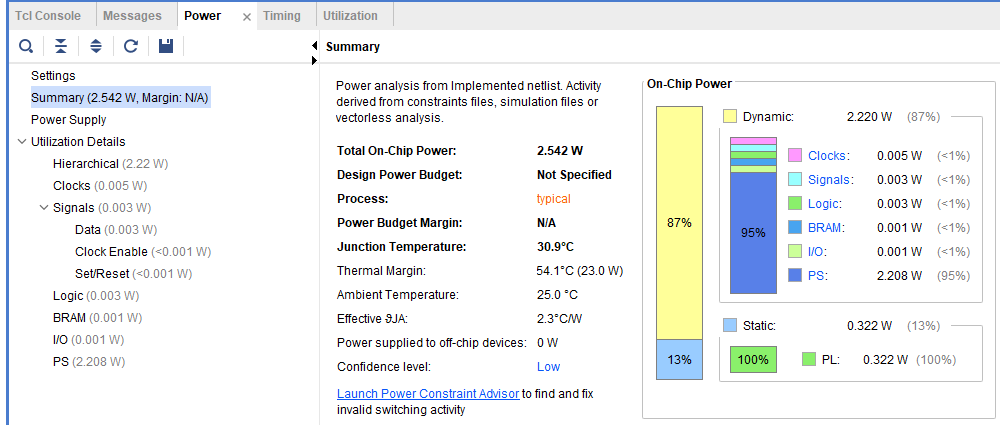 Tcl Console Messages Power × Timing Utilization
Summary
Settings
Summary (2.542 W, Margin: N/A)
Power Supply
Utilization Details
Hierarchical (2.22 W)
Clocks (0.005 W)
Signals (0.003 W)
Data (0.003 W)
Clock Enable (<0.001 W)
Set/Reset (<0.001 W)
Logic (0.003 W)
BRAM (0.001 W)
I/O (0.001 W)
PS (2.208 W)
Power analysis from Implemented netlist. Activity
derived from constraints files, simulation files or
vectorless analysis.
Total On-Chip Power: 2.542 W
Design Power Budget: Not Specified
Process: typical
Power Budget Margin: N/A
Junction Temperature: 30.9°C
Thermal Margin: 54.1°C (23.0 W)
Ambient Temperature: 25.0 °C
Effective ϑJA: 2.3°C/W
Power supplied to off-chip devices: 0 W
Confidence level: Low
Launch Power Constraint Advisor to find and fix
invalid switching activity
On-Chip Power
87%
13%
Dynamic: 2.220 W (87%)
95%
Clocks: 0.005 W (<1%)
Signals: 0.003 W (<1%)
Logic: 0.003 W (<1%)
BRAM: 0.001 W (<1%)
I/O: 0.001 W (<1%)
PS: 2.208 W (95%)
Static: 0.322 W (13%)
100%
PL: 0.322 W (100%)